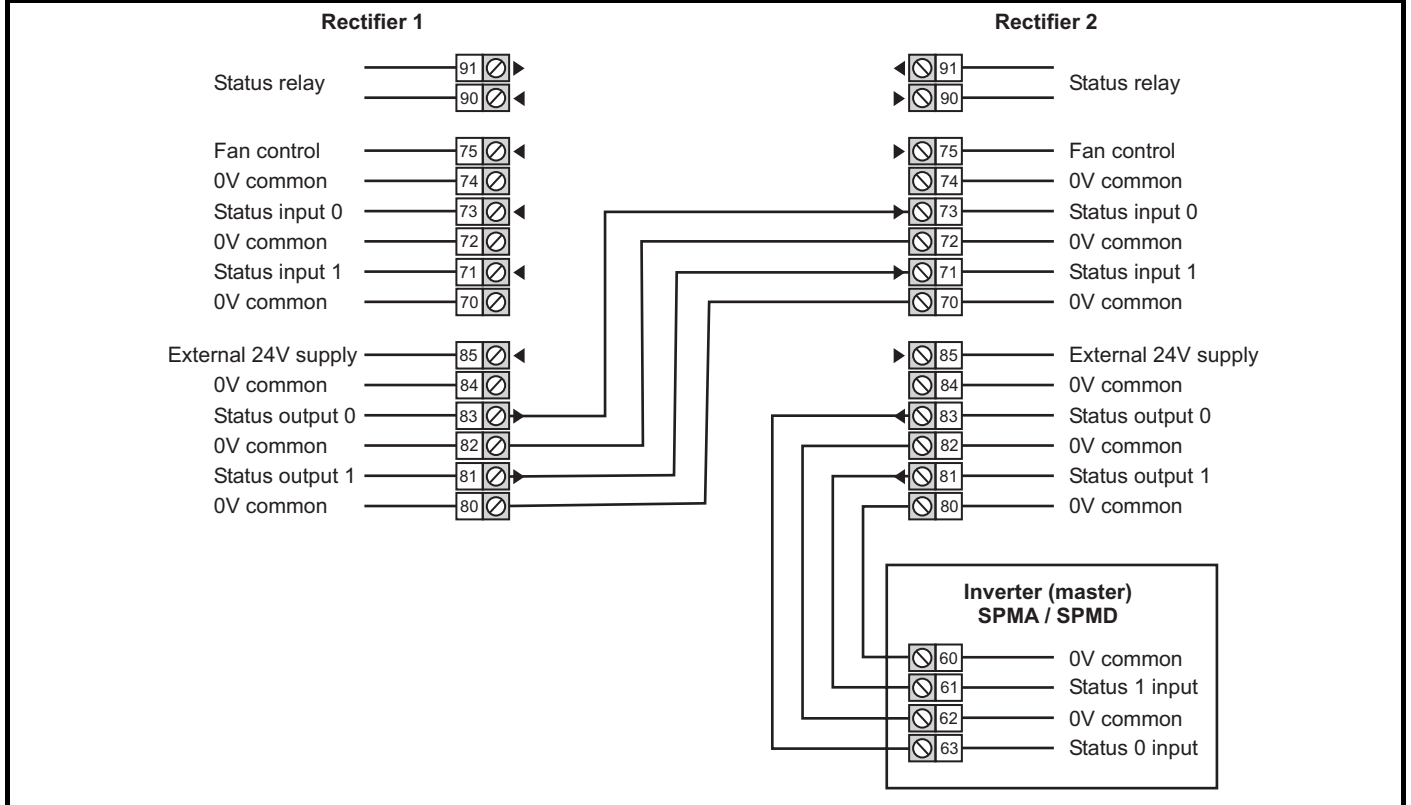 Rectifier 1
Status relay
91
90
Fan control 75
0V common 74
Status input 0 73
0V common 72
Status input 1 71
0V common 70
External 24V supply 85
0V common 84
Status output 0 83
0V common 82
Status output 1 81
0V common 80
Rectifier 2
91
90
Status relay
75 Fan control
74 0V common
73 Status input 0
72 0V common
71 Status input 1
70 0V common
85 External 24V supply
84 0V common
83 Status output 0
82 0V common
81 Status output 1
80 0V common
Inverter (master)
SPMA / SPMD
60 0V common
61 Status 1 input
62 0V common
63 Status 0 input